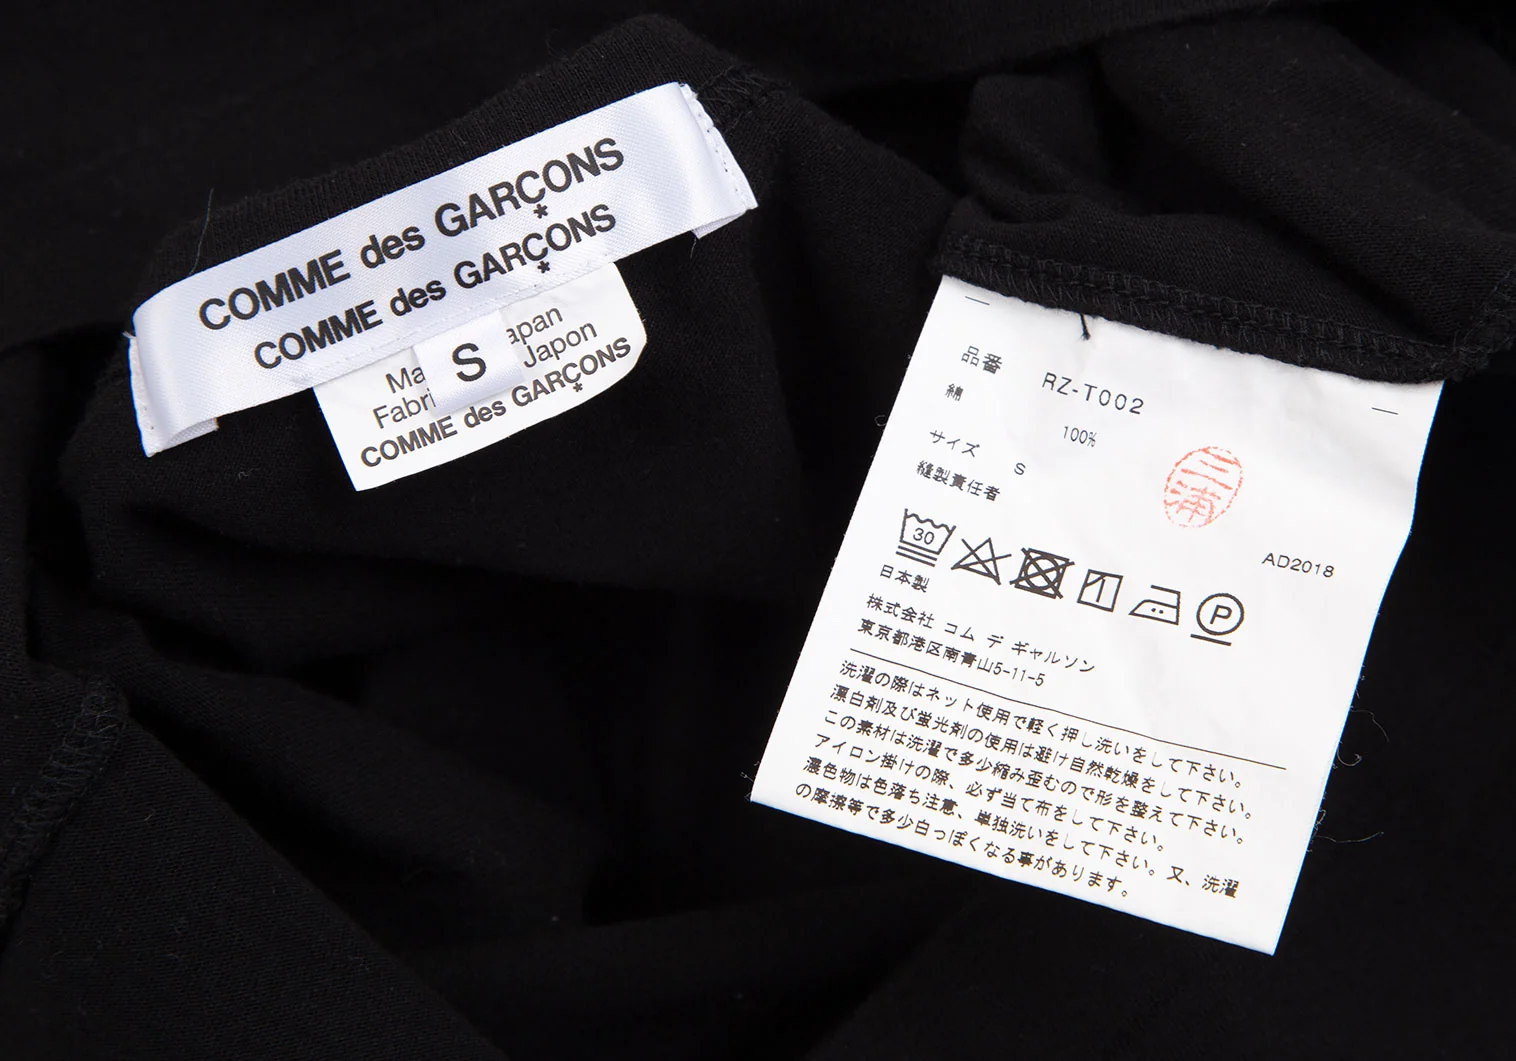 COMME des GARÇONS
COMME des GARÇONS
S
COMME des GARÇONS
品番 RZ-T002
綿 100%
サイズ S
縫製責任者
三浦
30
P
AD2018
日本製
株式会社 コム デ ギャルソン
東京都港区南青山5-11-5
洗濯の際はネット使用で軽く押し洗いをして下さい。
漂白剤及び蛍光剤の使用は避け自然乾燥をして下さい。
この素材は洗濯で多少縮み歪むので形を整えて下さい。
アイロン掛けの際、必ず当て布をして下さい。
濃色物は色落ち注意、単独洗いをして下さい。又、洗濯
の摩擦等で多少白っぽくなる事があります。